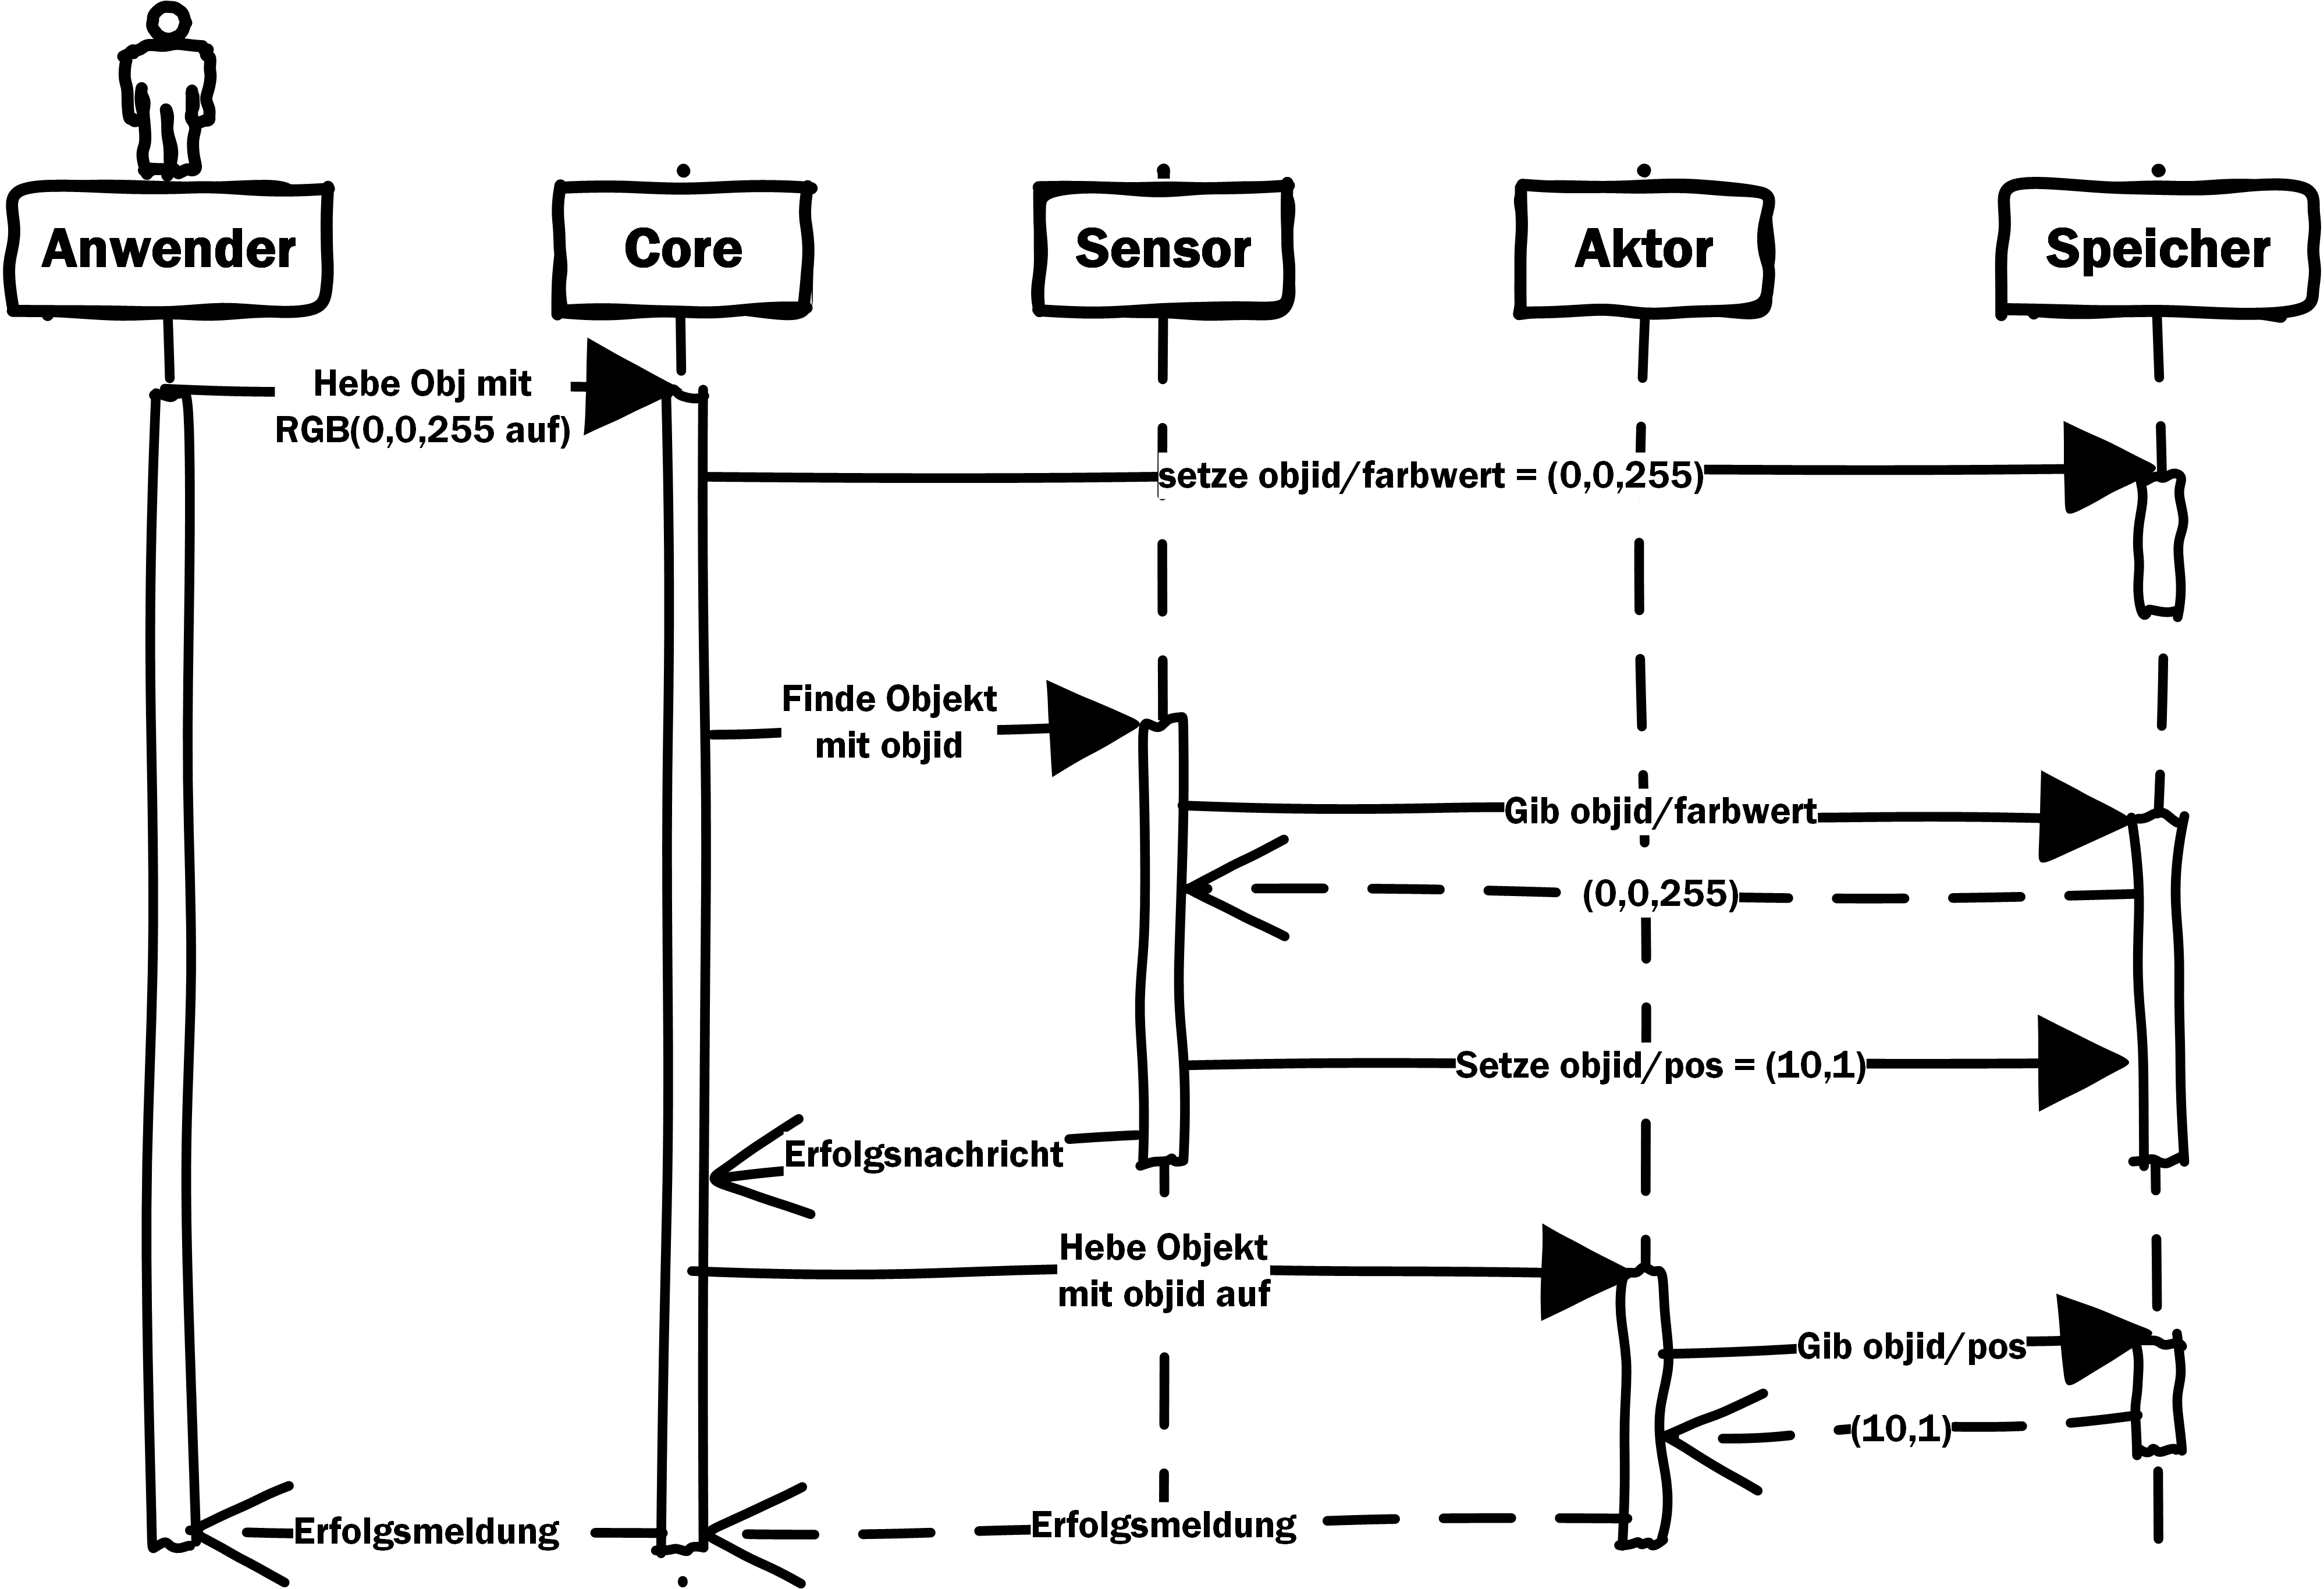 Anwender
Core
Sensor
Aktor
Speicher
Hebe Obj mit
RGB(0,0,255 auf)
setze objid/farbwert = (0,0,255)
Finde Objekt
mit objid
Gib objid/farbwert
(0,0,255)
Setze objid/pos = (10,1)
Erfolgsnachricht
Hebe Objekt
mit objid auf
Gib objid/pos
(10,1)
Erfolgsmeldung
Erfolgsmeldung